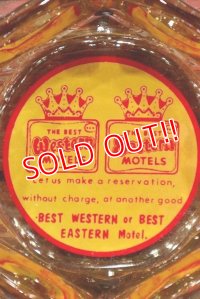 THE BEST
Western
MOTELS
SOLD OUT!!
Let us make a reservation,
without charge, at another good
BEST WESTERN or BEST
EASTERN Motel.